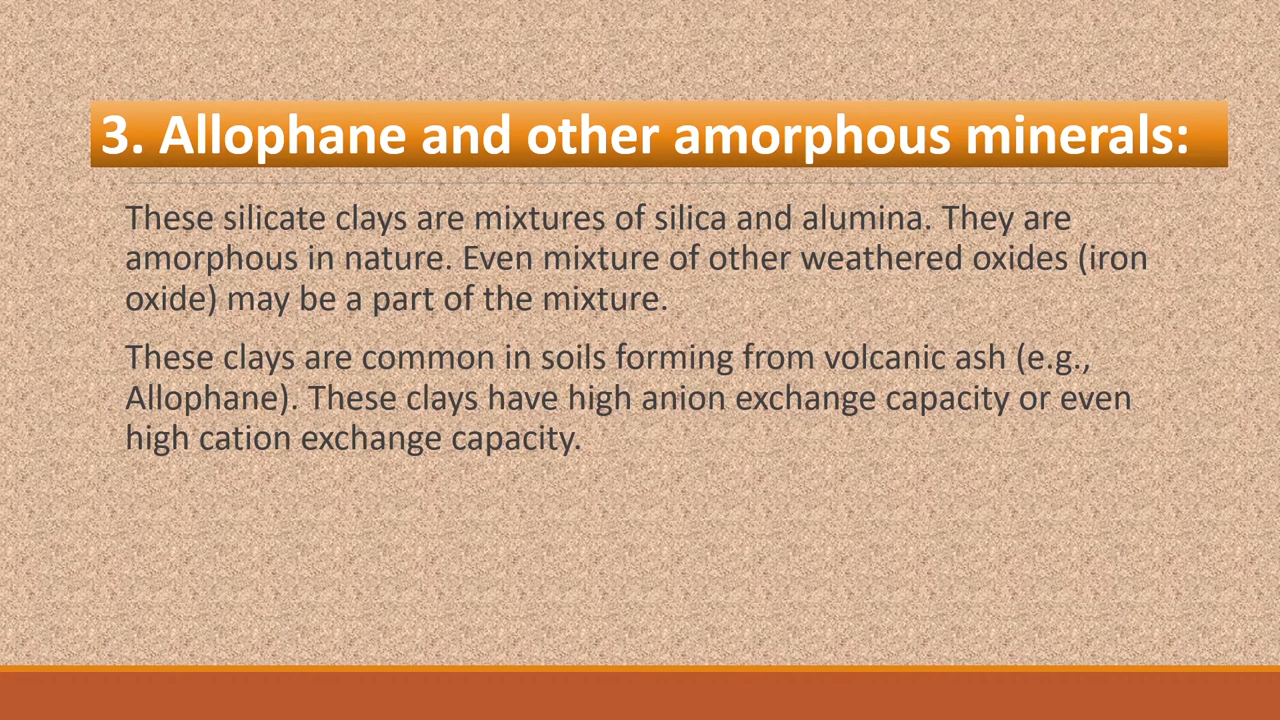 3. Allophane and other amorphous minerals:
These silicate clays are mixtures of silica and alumina. They are
amorphous in nature. Even mixture of other weathered oxides (iron
oxide) may be a part of the mixture.
These clays are common in soils forming from volcanic ash (e.g.,
Allophane). These clays have high anion exchange capacity or even
high cation exchange capacity.